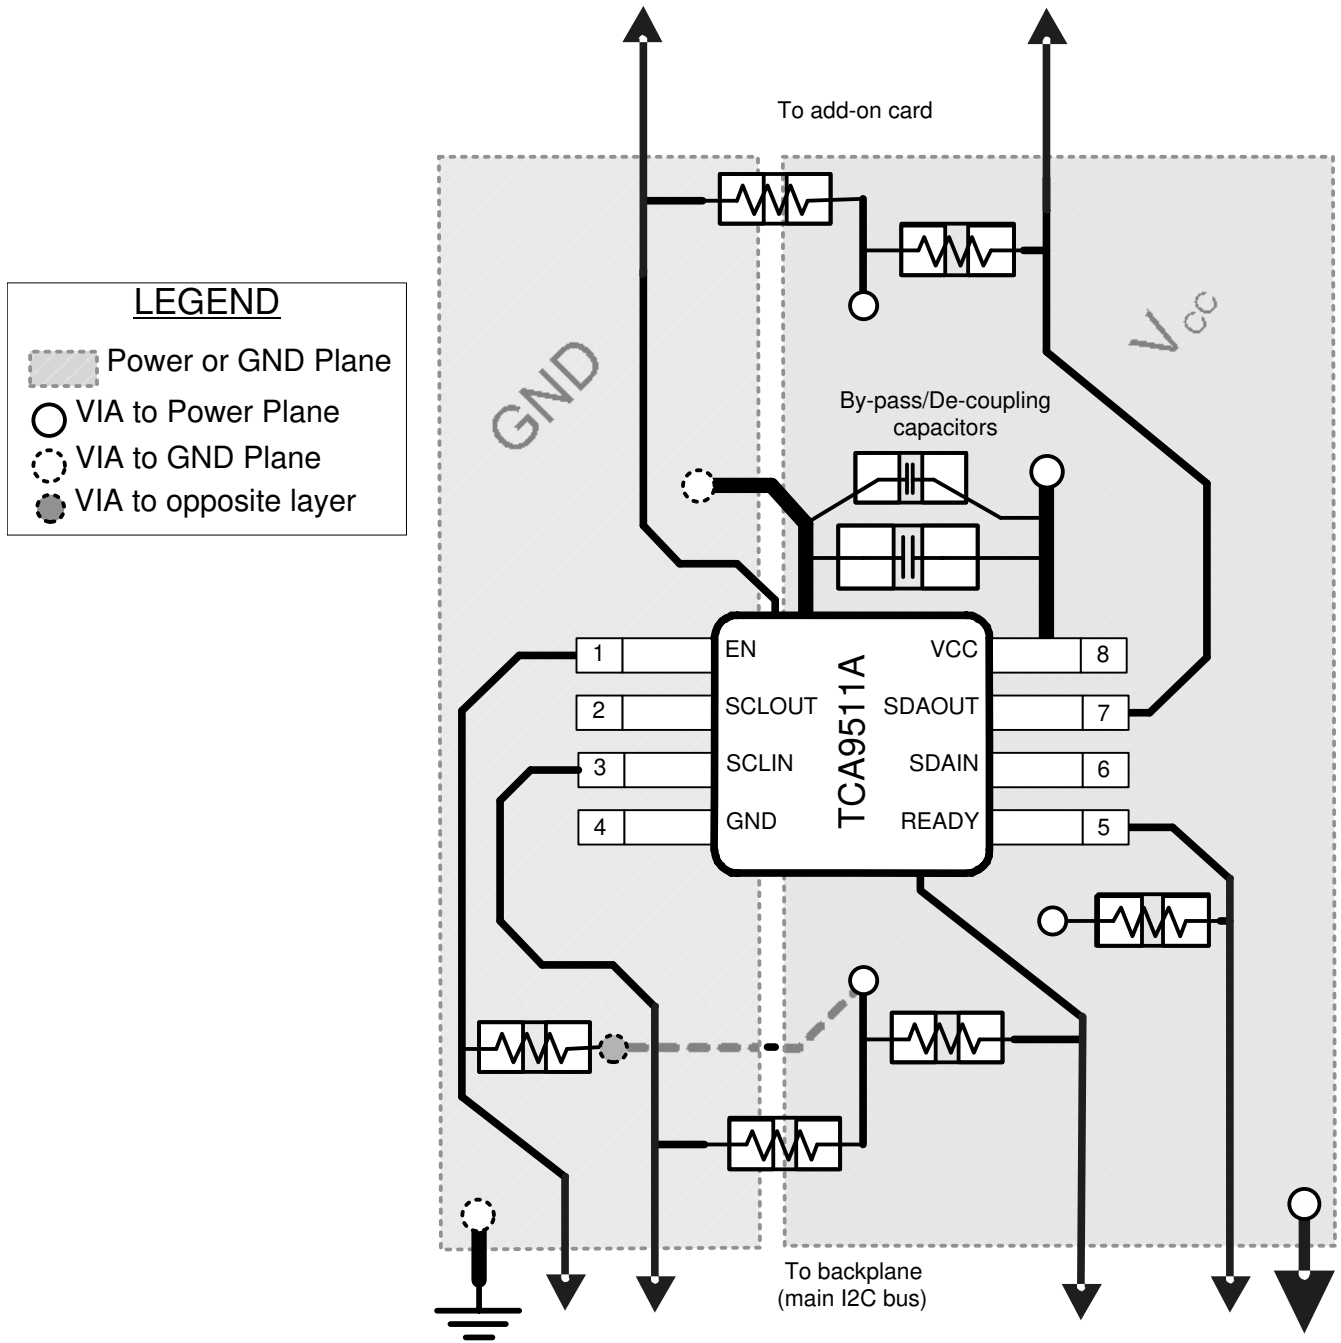 To add-on card
LEGEND
Power or GND Plane
VIA to Power Plane
VIA to GND Plane
VIA to opposite layer
GND
VCC
By-pass/De-coupling
capacitors
1
EN
VCC
8
2
SCLOUT
SDAOUT
7
3
SCLIN
SDAIN
6
4
GND
READY
5
TCA9511A
To backplane
(main I2C bus)